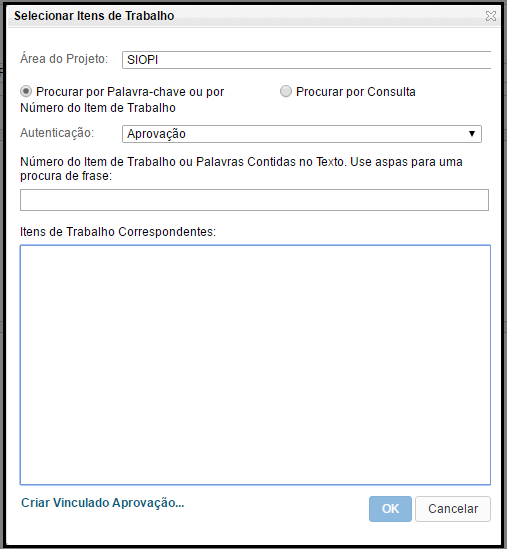 Selecionar Itens de Trabalho
Área do Projeto: SIOPI
Procurar por Palavra-chave ou por Número do Item de Trabalho
Procurar por Consulta
Autenticação: Aprovação
Número do Item de Trabalho ou Palavras Contidas no Texto. Use aspas para uma
procura de frase:
Itens de Trabalho Correspondentes:
Criar Vinculado Aprovação...
OK Cancelar